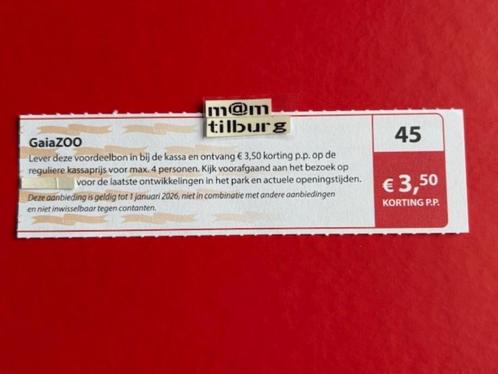 m@m
tilburg
GaiaZOO
Lever deze voordeelbon in bij de kassa en ontvang € 3,50 korting p.p. op de
reguliere kassaprijs voor max. 4 personen. Kijk voorafgaand aan het bezoek op
voor de laatste ontwikkelingen in het park en actuele openingstijden.
Deze aanbieding is geldig tot 1 januari 2026, niet in combinatie met andere aanbiedingen
en niet inwisselbaar tegen contanten.
45
€ 3,50
KORTING P.P.